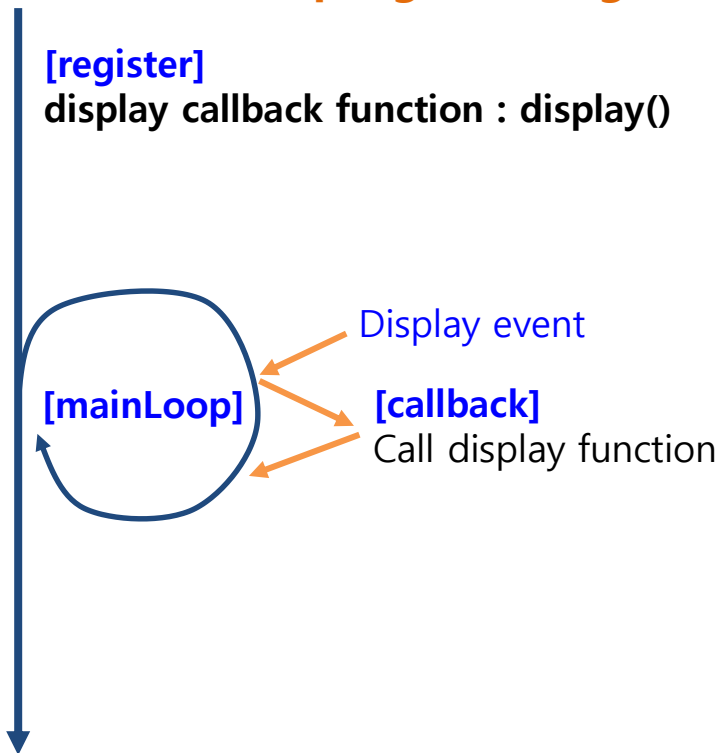 [register]
display callback function : display()
Display event
[mainLoop]
[callback]
Call display function